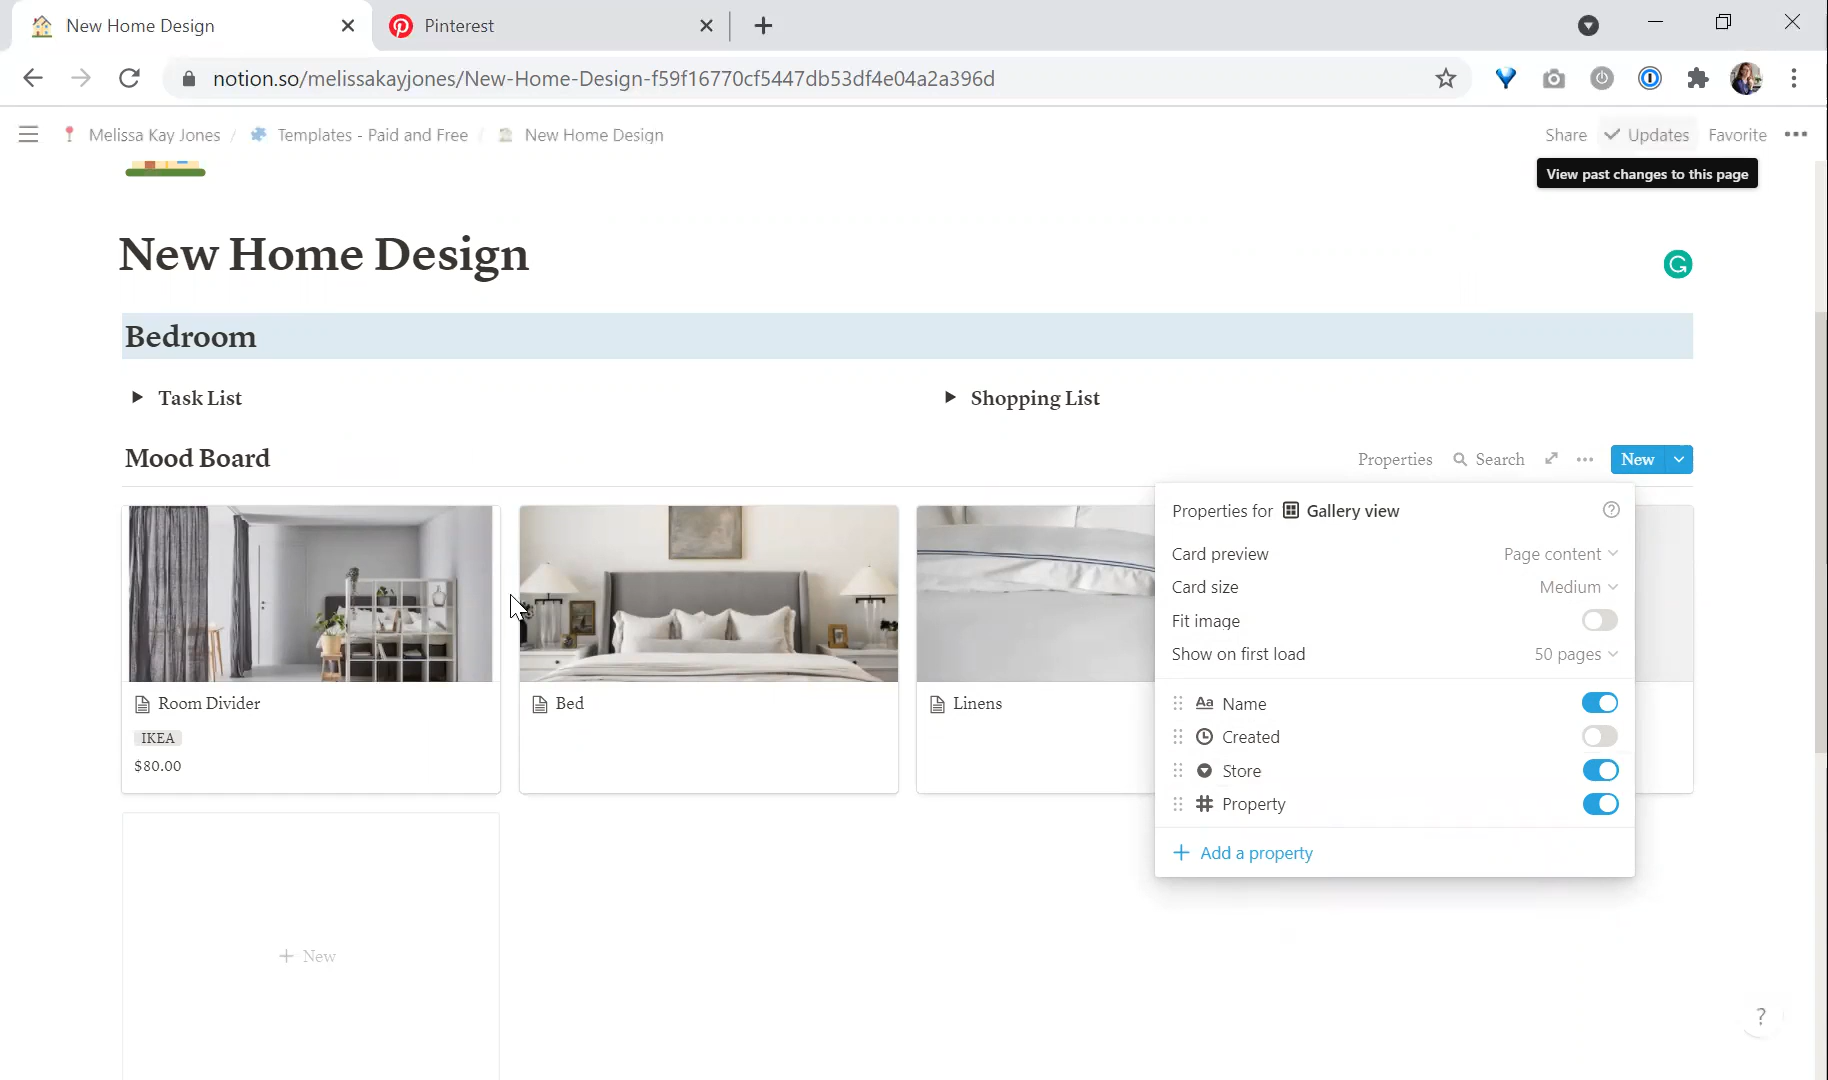 New Home Design
Pinterest
notion.so/melissakayjones/New-Home-Design-f59f16770cf5447db53df4e04a2a396d
Melissa Kay Jones / Templates - Paid and Free / New Home Design
Share Updates Favorite
View past changes to this page
New Home Design
Bedroom
Task List
Shopping List
Mood Board
Properties Search New
Properties for Gallery view
Card preview Page content
Card size Medium
Fit image
Show on first load 50 pages
Aa Name
Created
Store
Property
+ Add a property
Room Divider
IKEA
$80.00
Bed
Linens
+ New
?